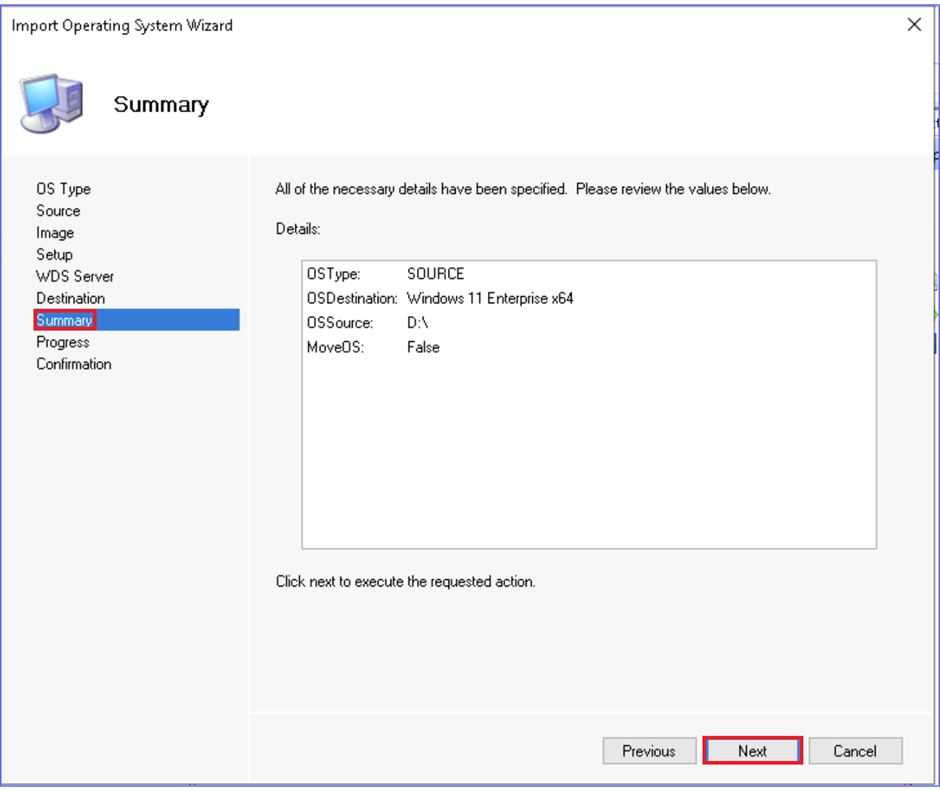 Import Operating System Wizard
Summary
OS Type
Source
Image
Setup
WDS Server
Destination
Summary
Progress
Confirmation
All of the necessary details have been specified.  Please review the values below.
Details:
OSType: SOURCE
OSDestination: Windows 11 Enterprise x64
OSSource: D:\
MoveOS: False
Click next to execute the requested action.
Previous Next Cancel